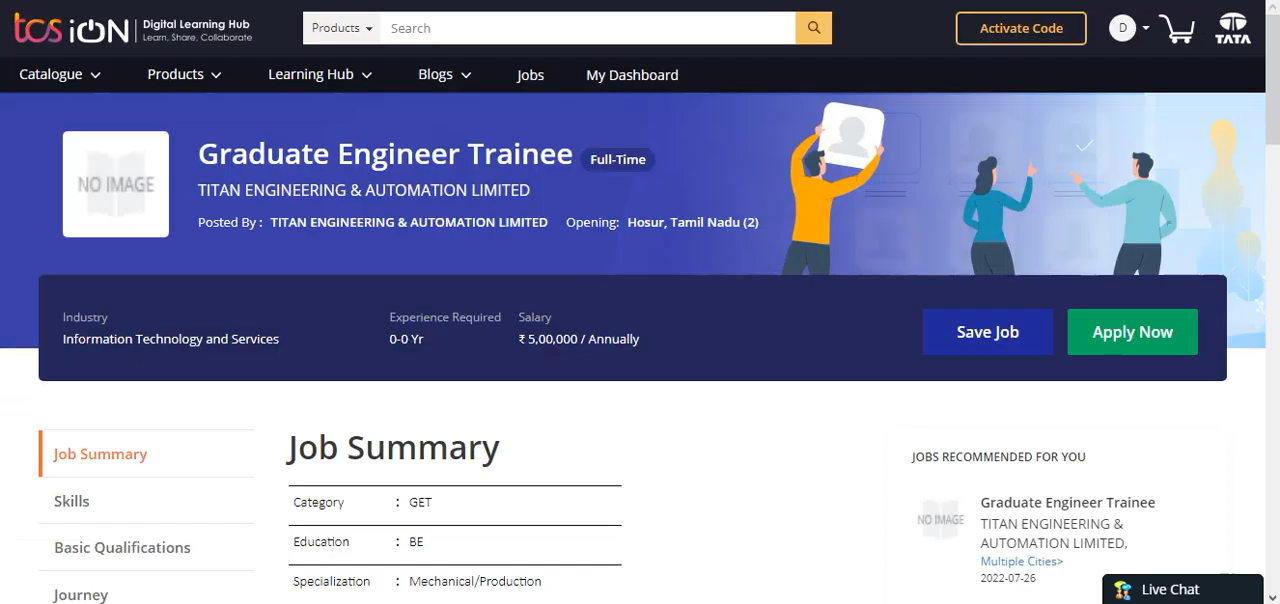 tcs iON | Digital Learning Hub
Learn, Share, Collaborate
Products
Search
Activate Code
D
TATA
Catalogue
Products
Learning Hub
Blogs
Jobs
My Dashboard
NO IMAGE
Graduate Engineer Trainee Full-Time
TITAN ENGINEERING & AUTOMATION LIMITED
Posted By : TITAN ENGINEERING & AUTOMATION LIMITED Opening: Hosur, Tamil Nadu (2)
Industry
Information Technology and Services
Experience Required
0-0 Yr
Salary
₹ 5,00,000 / Annually
Save Job
Apply Now
Job Summary
Skills
Basic Qualifications
Journey
Job Summary
Category : GET
Education : BE
Specialization : Mechanical/Production
JOBS RECOMMENDED FOR YOU
NO IMAGE
Graduate Engineer Trainee
TITAN ENGINEERING &
AUTOMATION LIMITED,
Multiple Cities>
2022-07-26
Live Chat